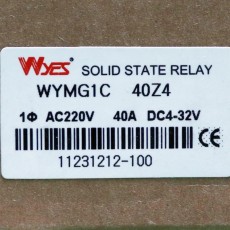 WYES SOLID STATE RELAY
WYMG1C 40Z4
1Φ AC220V 40A DC4-32V
CE
11231212-100